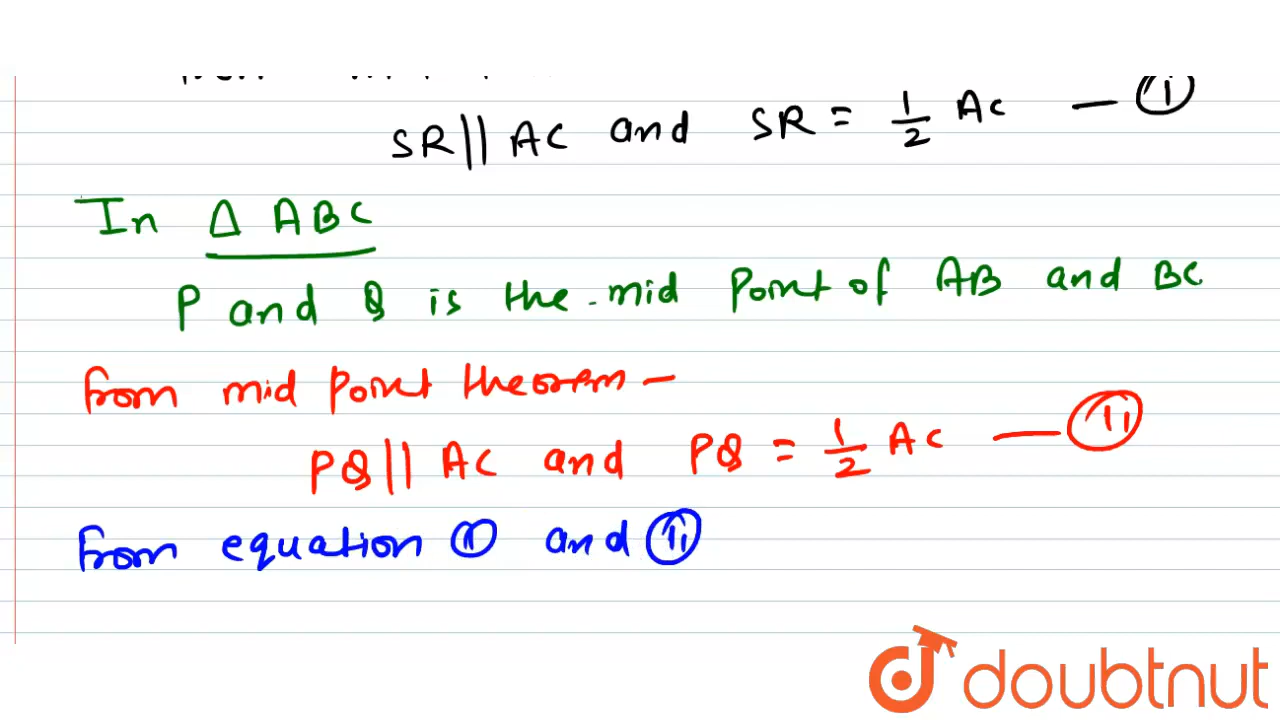 SR || AC and SR = 1/2 AC — (i)
In Δ ABC
P and Q is the mid Point of AB and BC
from mid Point theorem —
PQ || AC and PQ = 1/2 AC — (ii)
from equation (i) and (ii)
doubtnut